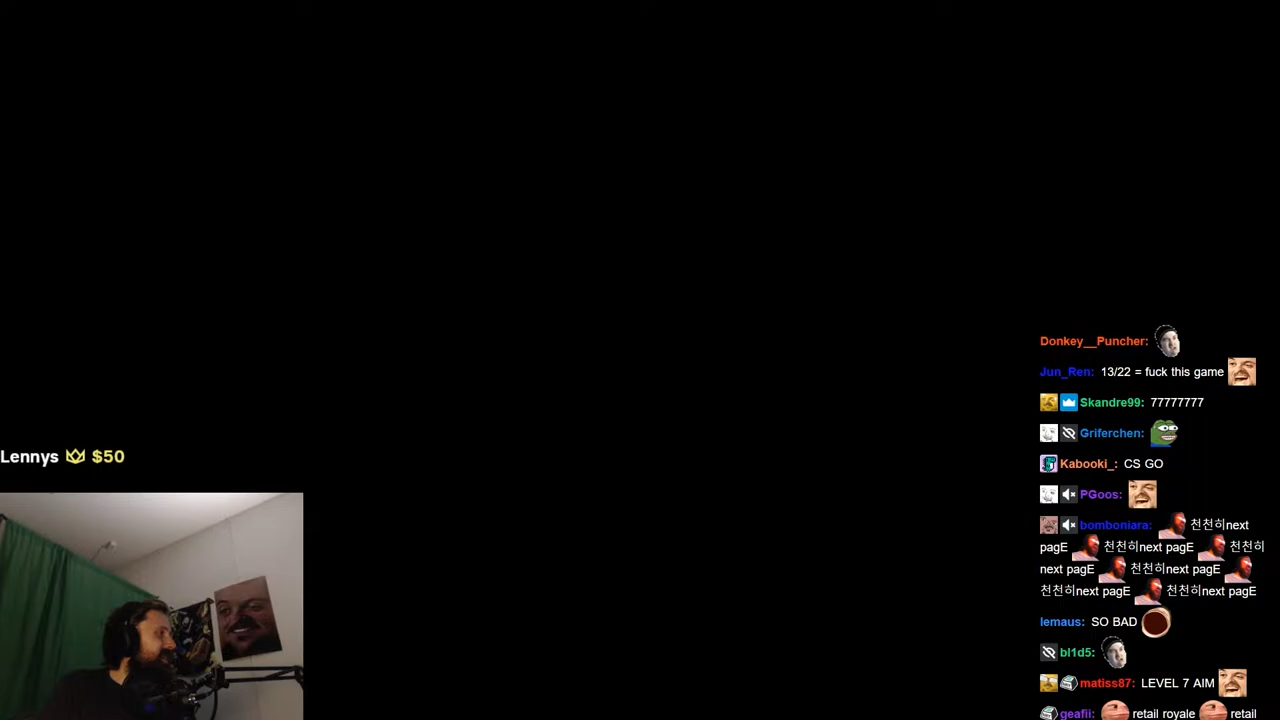 Donkey__Puncher:
Jun_Ren: 13/22 = fuck this game
Skandre99: 77777777
Griferchen:
Lennys $50
Kabooki_: CS GO
PGoos:
bomboniara: 천천히next
pagE 천천히next pagE 천천히
next pagE 천천히next pagE
천천히next pagE 천천히next pagE
lemaus: SO BAD
bl1d5:
matiss87: LEVEL 7 AIM
geafii: retail royale retail